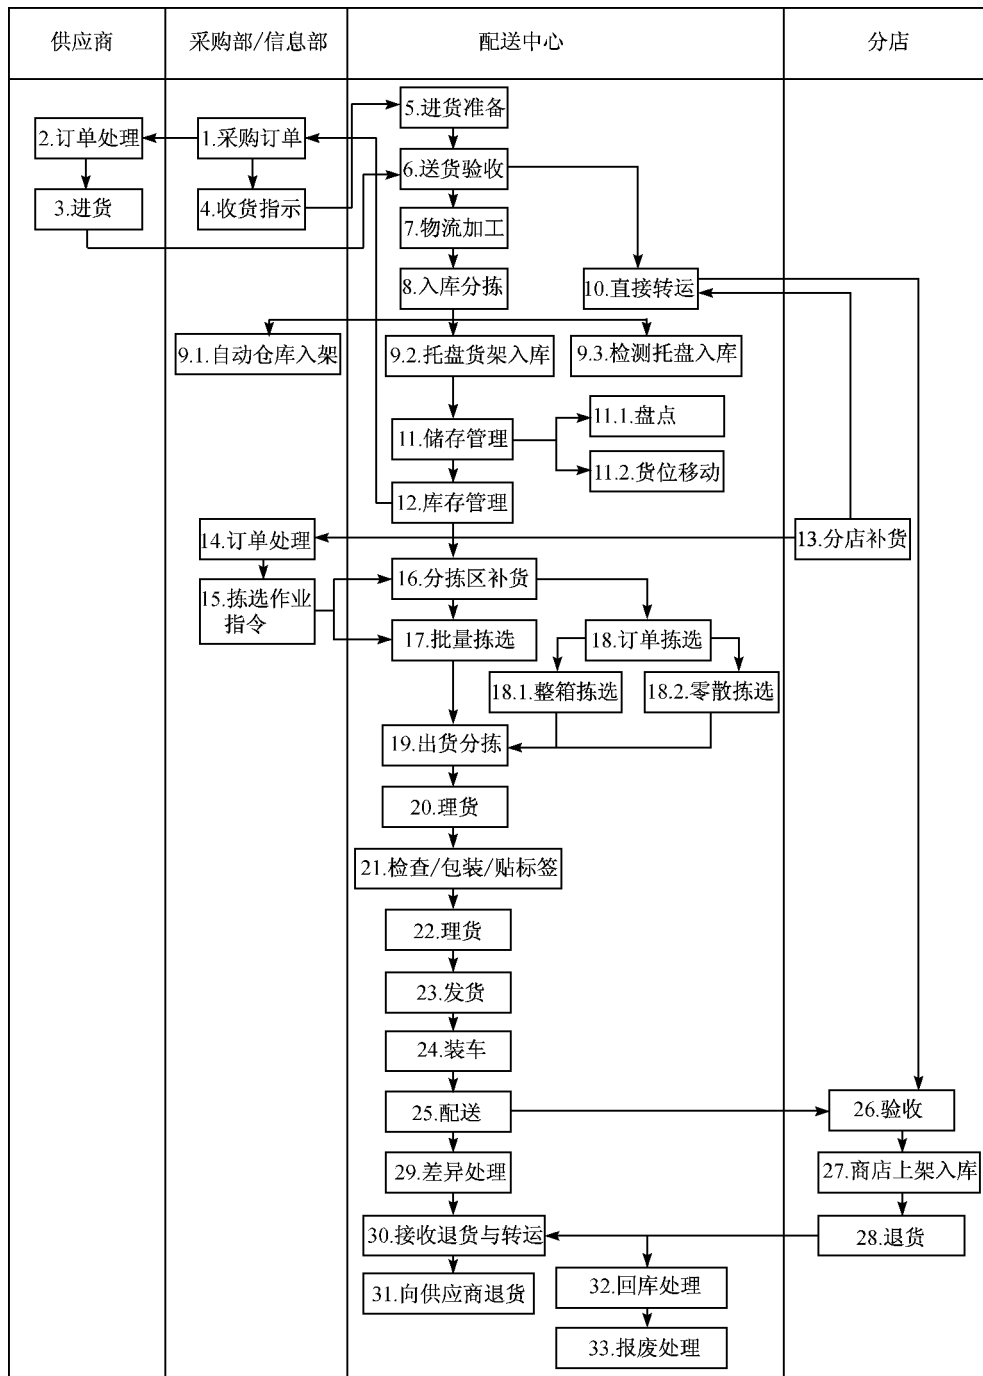 供应商
采购部/信息部
配送中心
分店
5.进货准备
2.订单处理
1.采购订单
6.送货验收
3.进货
4.收货指示
7.物流加工
8.入库分拣
10.直接转运
9.1.自动仓库入架
9.2.托盘货架入库
9.3.检测托盘入库
11.1.盘点
11.储存管理
11.2.货位移动
12.库存管理
14.订单处理
13.分店补货
16.分拣区补货
15.拣选作业
指令
17.批量拣选
18.订单拣选
18.1.整箱拣选
18.2.零散拣选
19.出货分拣
20.理货
21.检查/包装/贴标签
22.理货
23.发货
24.装车
25.配送
26.验收
29.差异处理
27.商店上架入库
30.接收退货与转运
28.退货
31.向供应商退货
32.回库处理
33.报废处理